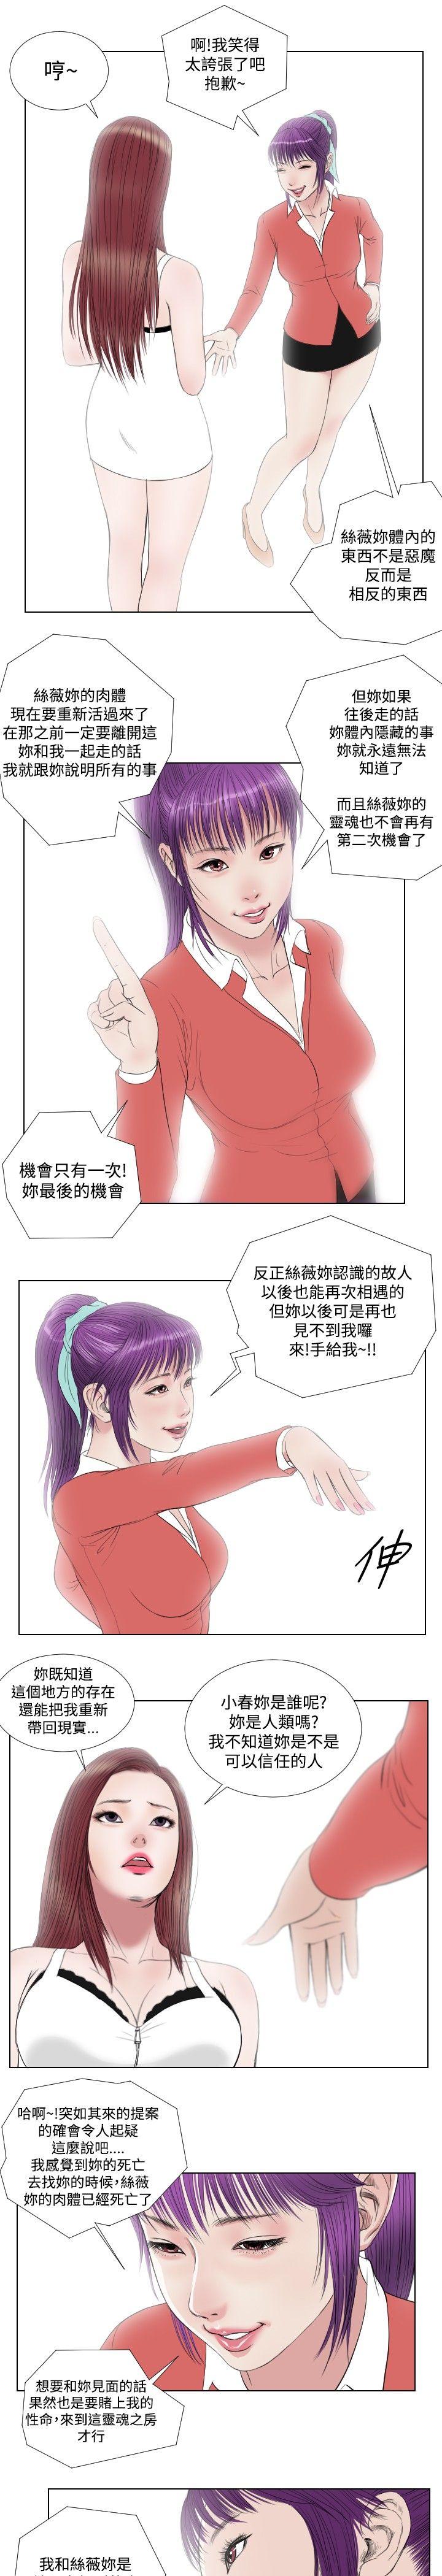 哼~
啊!我笑得
太誇張了吧
抱歉~
絲薇妳體內的
東西不是惡魔
反而是
相反的東西
絲薇妳的肉體
現在要重新活過來了
在那之前一定要離開這
妳和我一起走的話
我就跟妳說明所有的事
但妳如果
往後走的話
妳體內隱藏的事
妳就永遠無法
知道了
而且絲薇妳的
靈魂也不會再有
第二次機會了
機會只有一次!
妳最後的機會
反正絲薇妳認識的故人
以後也能再次相遇的
但妳以後可是再也
見不到我囉
來!手給我~!!
伸
妳既知道
這個地方的存在
還能把我重新
帶回現實...
小春妳是誰呢?
妳是人類嗎?
我不知道妳是不是
可以信任的人
哈啊~!突如其來的提案
的確會令人起疑
這麼說吧....
我感覺到妳的死亡
去找妳的時候,絲薇
妳的肉體已經死亡了
想要和妳見面的話
果然也是要賭上我的
性命,來到這靈魂之房
才行
我和絲薇妳是